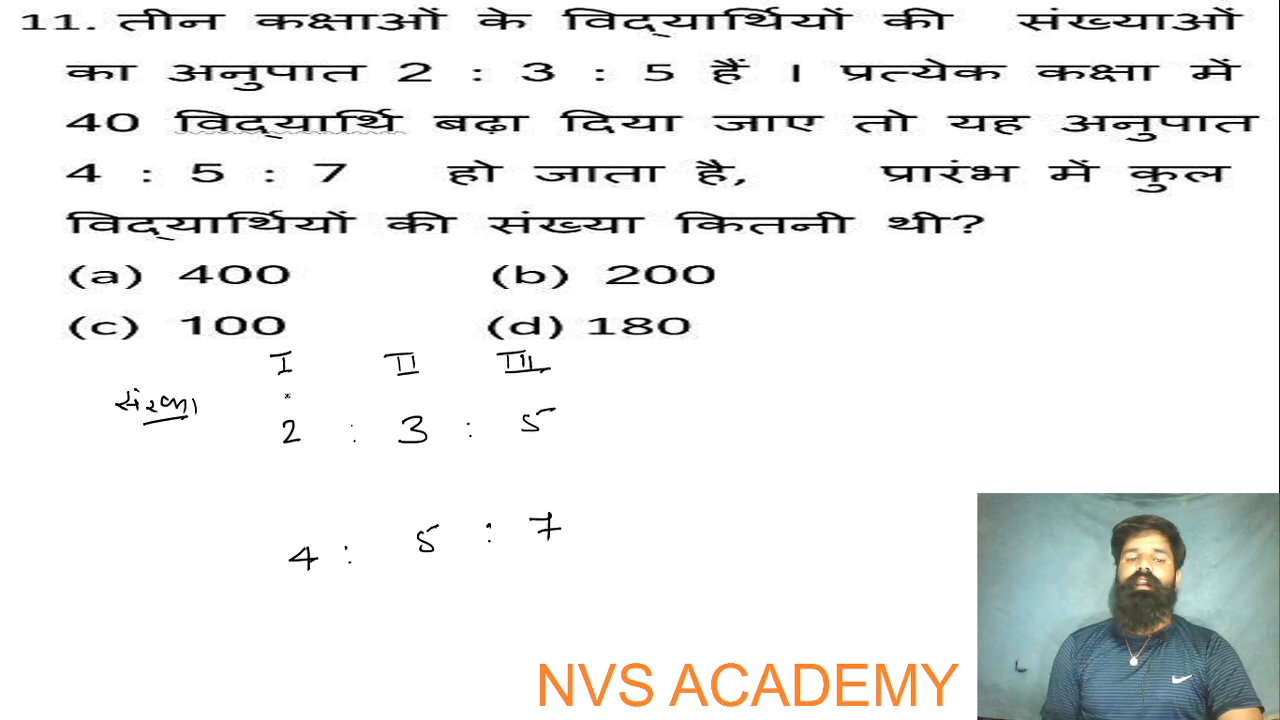 11. तीन कक्षाओं के विद्यार्थियों की संख्याओं
का अनुपात 2 : 3 : 5 हैं । प्रत्येक कक्षा में
40 विद्यार्थि बढ़ा दिया जाए तो यह अनुपात
4 : 5 : 7 हो जाता है, प्रारंभ में कुल
विद्यार्थियों की संख्या कितनी थी?
(a) 400 (b) 200
(c) 100 (d) 180
I II III
संख्या
2 : 3 : 5
4 : 5 : 7
NVS ACADEMY